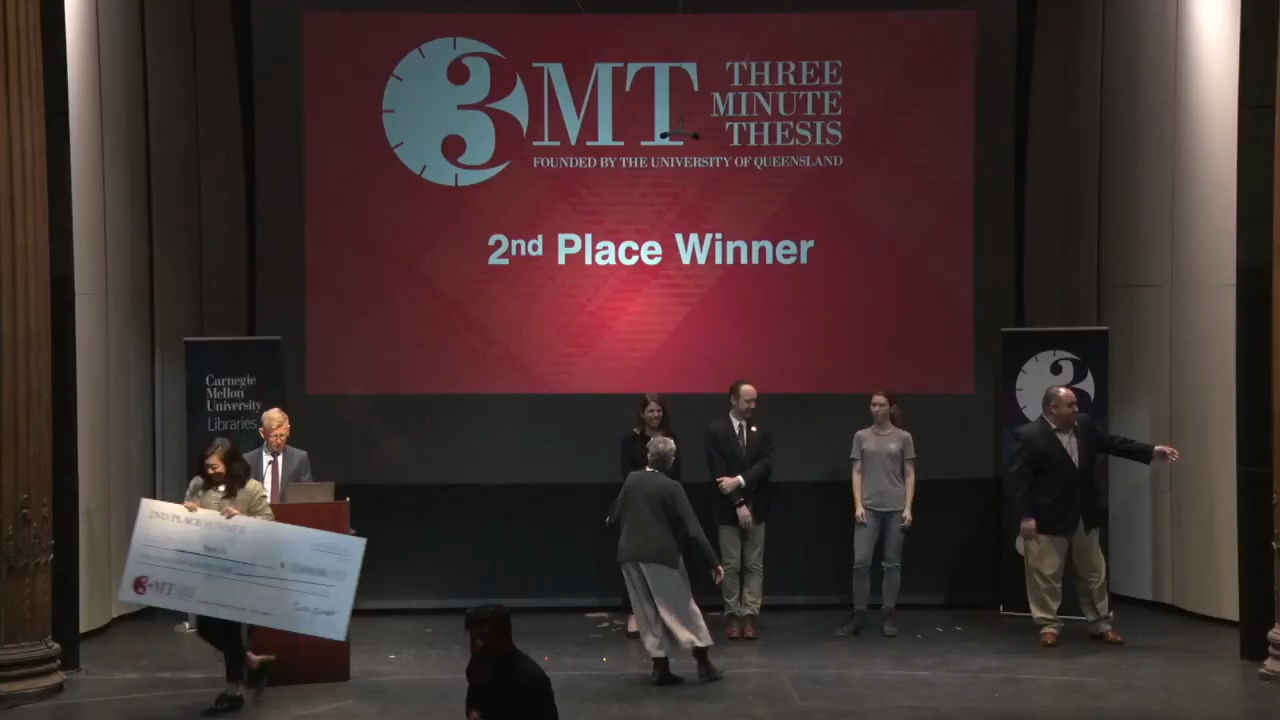 3MT THREE
MINUTE
THESIS
FOUNDED BY THE UNIVERSITY OF QUEENSLAND
2nd Place Winner
Carnegie
Mellon
University
Libraries
3
2ND PLACE WINNER
3MT